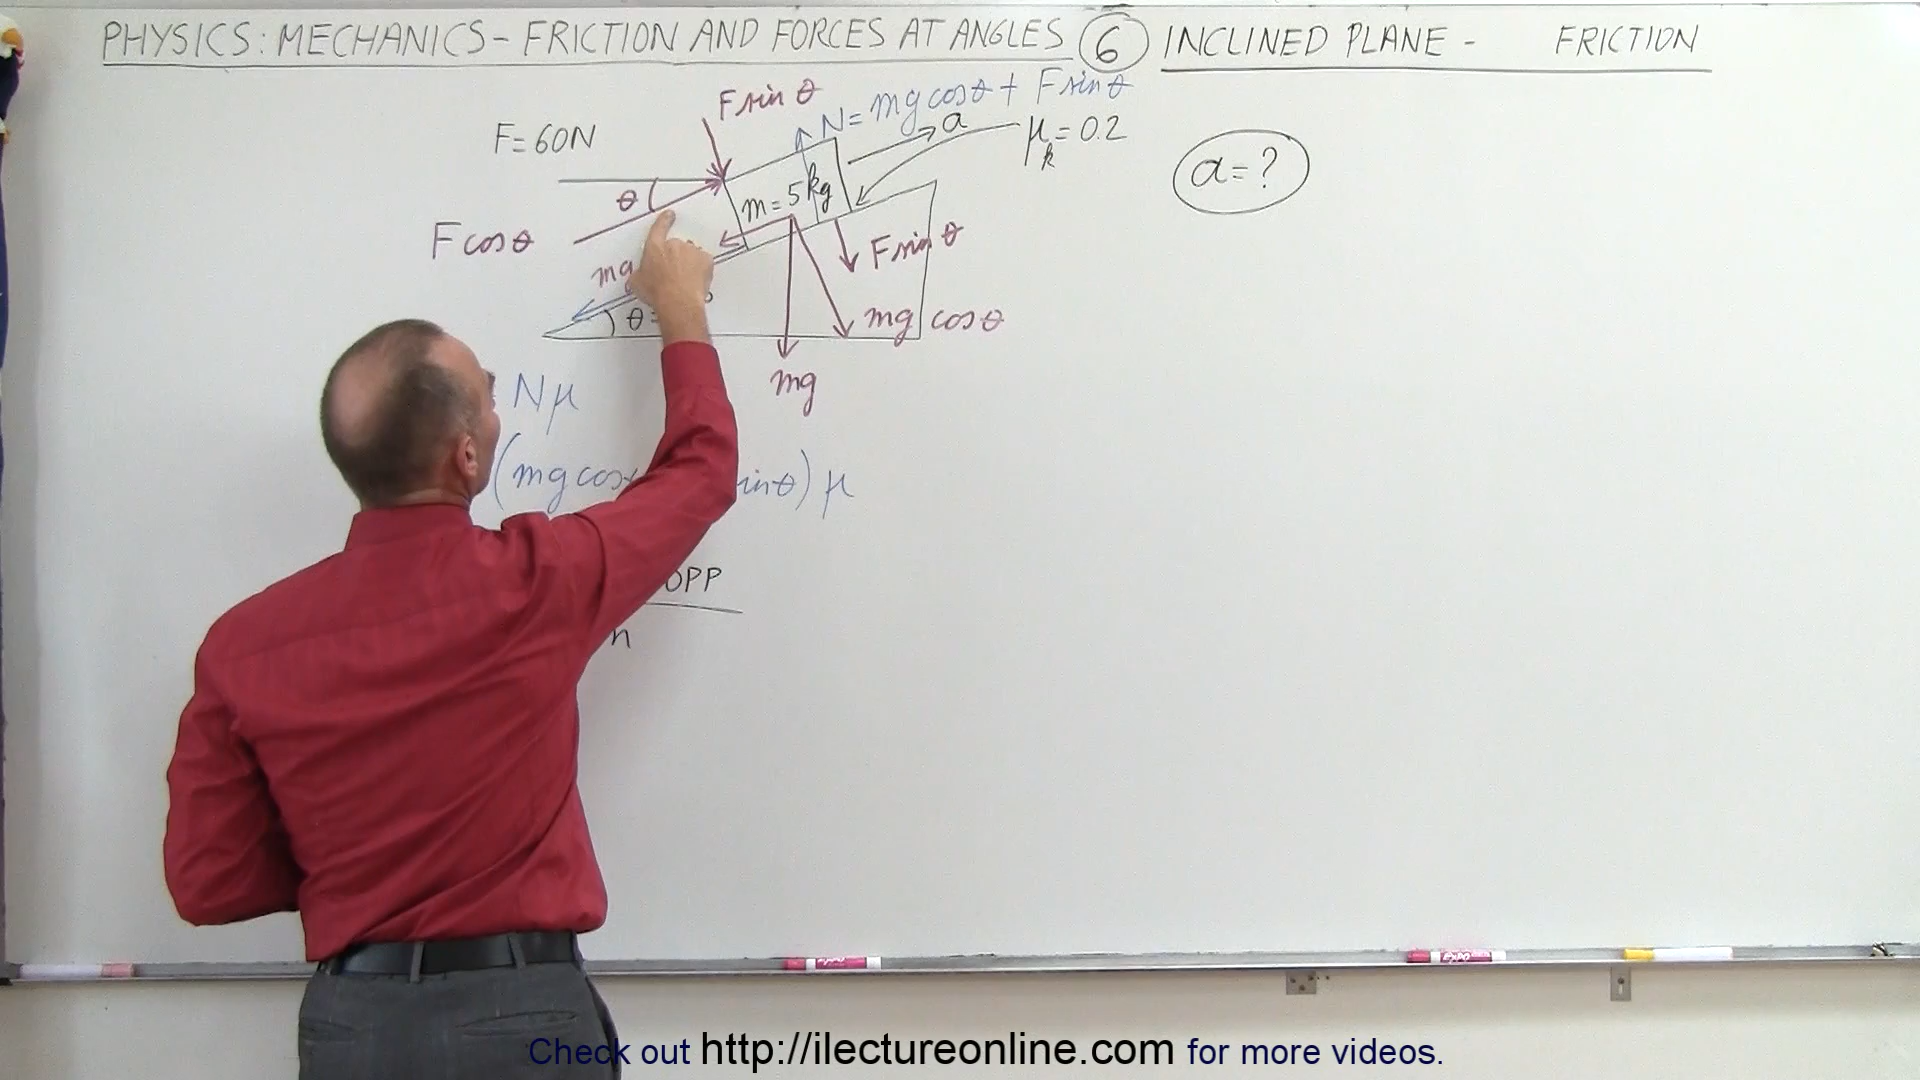 PHYSICS: MECHANICS - FRICTION AND FORCES AT ANGLES 6 INCLINED PLANE - FRICTION
F sin θ
N = mg cos θ + F sin θ
F = 60N
a
μk = 0.2
a = ?
θ
m = 5 kg
F cos θ
F sin θ
mg
θ =
mg cos θ
mg
Nμ
(mg cos θ) μ
OPP
Check out http://ilectureonline.com for more videos.